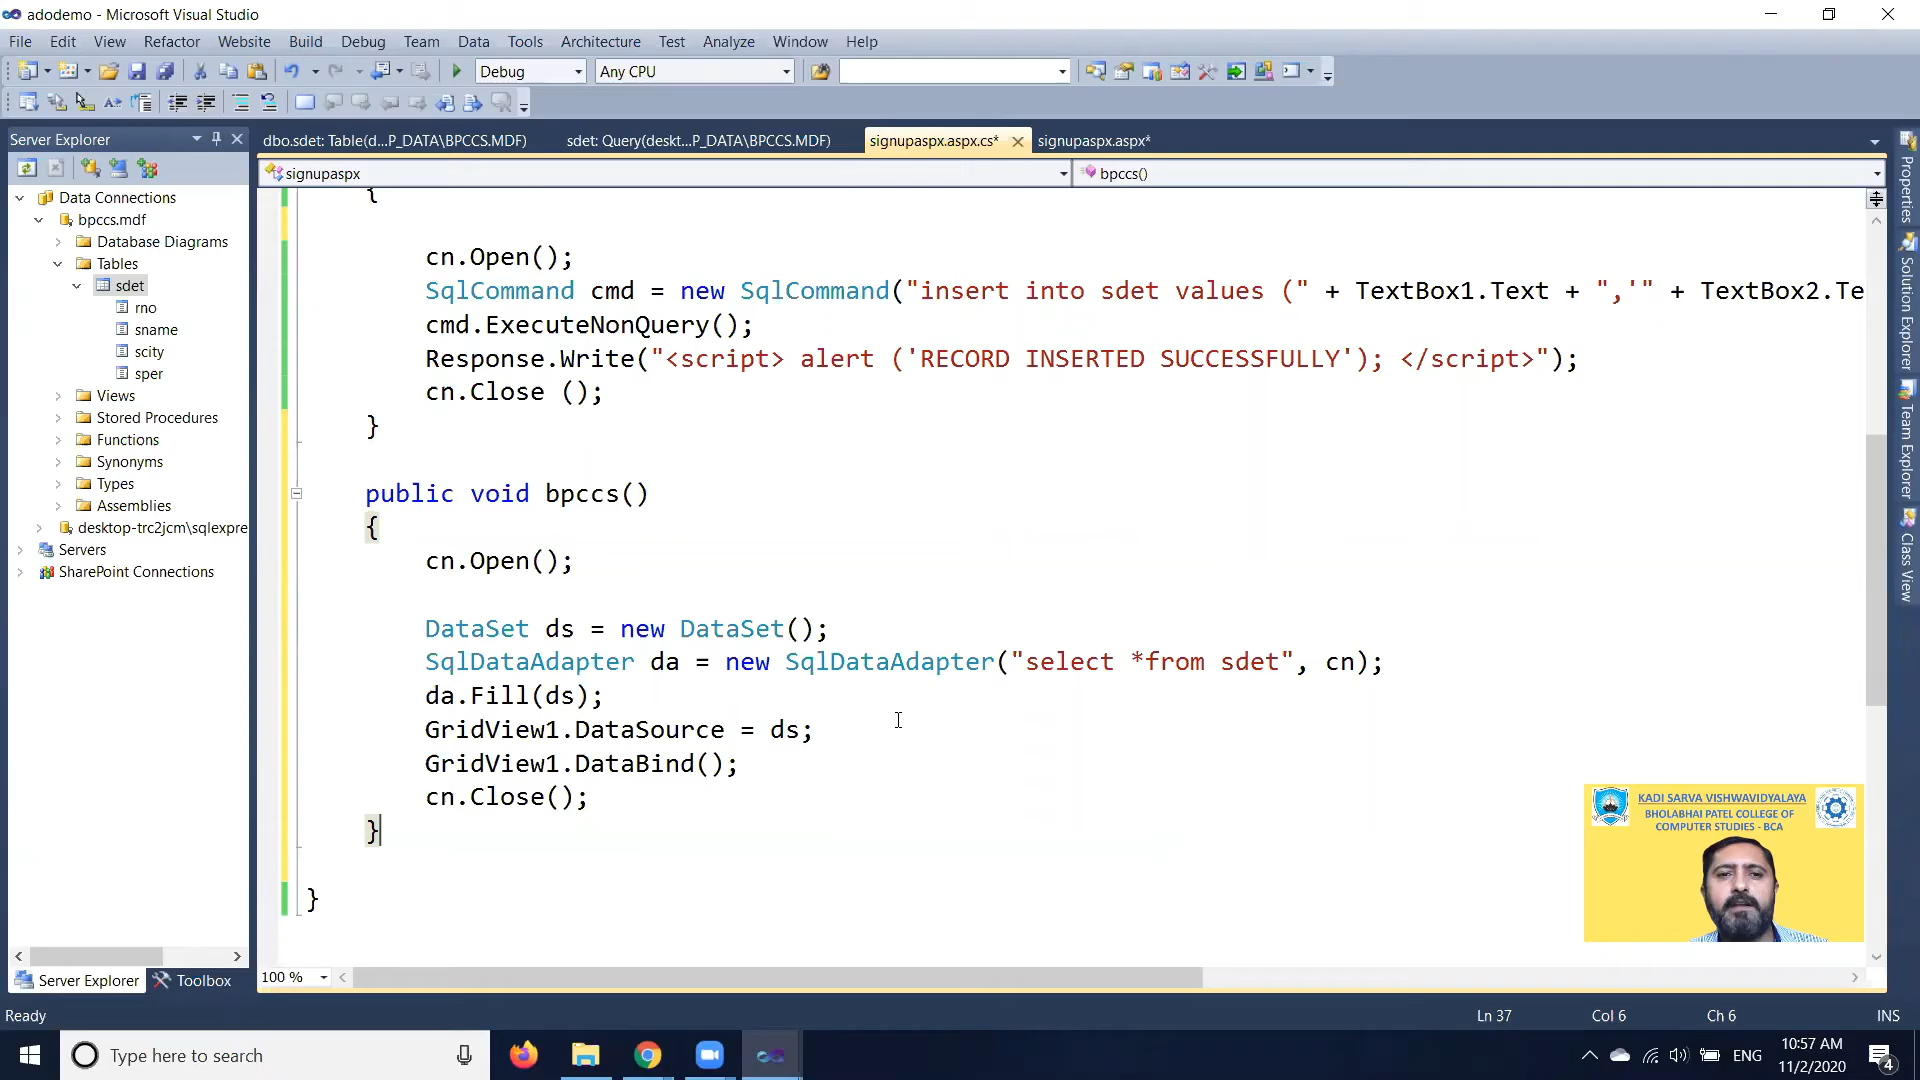 adodemo - Microsoft Visual Studio
File Edit View Refactor Website Build Debug Team Data Tools Architecture Test Analyze Window Help
Debug Any CPU
Server Explorer
dbo.sdet: Table(d...P_DATA\BPCCS.MDF) sdet: Query(deskt...P_DATA\BPCCS.MDF) signupaspx.aspx.cs* signupaspx.aspx*
signupaspx bpccs()
Data Connections
bpccs.mdf
Database Diagrams
Tables
sdet
rno
sname
scity
sper
Views
Stored Procedures
Functions
Synonyms
Types
Assemblies
desktop-trc2jcm\sqlexpre
Servers
SharePoint Connections
Server Explorer Toolbox
{
cn.Open();
SqlCommand cmd = new SqlCommand("insert into sdet values (" + TextBox1.Text + ",'" + TextBox2.Te
cmd.ExecuteNonQuery();
Response.Write("<script> alert ('RECORD INSERTED SUCCESSFULLY'); </script>");
cn.Close ();
}
public void bpccs()
{
cn.Open();
DataSet ds = new DataSet();
SqlDataAdapter da = new SqlDataAdapter("select *from sdet", cn);
da.Fill(ds);
GridView1.DataSource = ds;
GridView1.DataBind();
cn.Close();
}
}
100 %
Properties
Solution Explorer
Team Explorer
Class View
KADI SARVA VISHWAVIDYALAYA
BHOLABHAI PATEL COLLEGE OF
COMPUTER STUDIES - BCA
Ready Ln 37 Col 6 Ch 6 INS
Type here to search
ENG
10:57 AM
11/2/2020
4